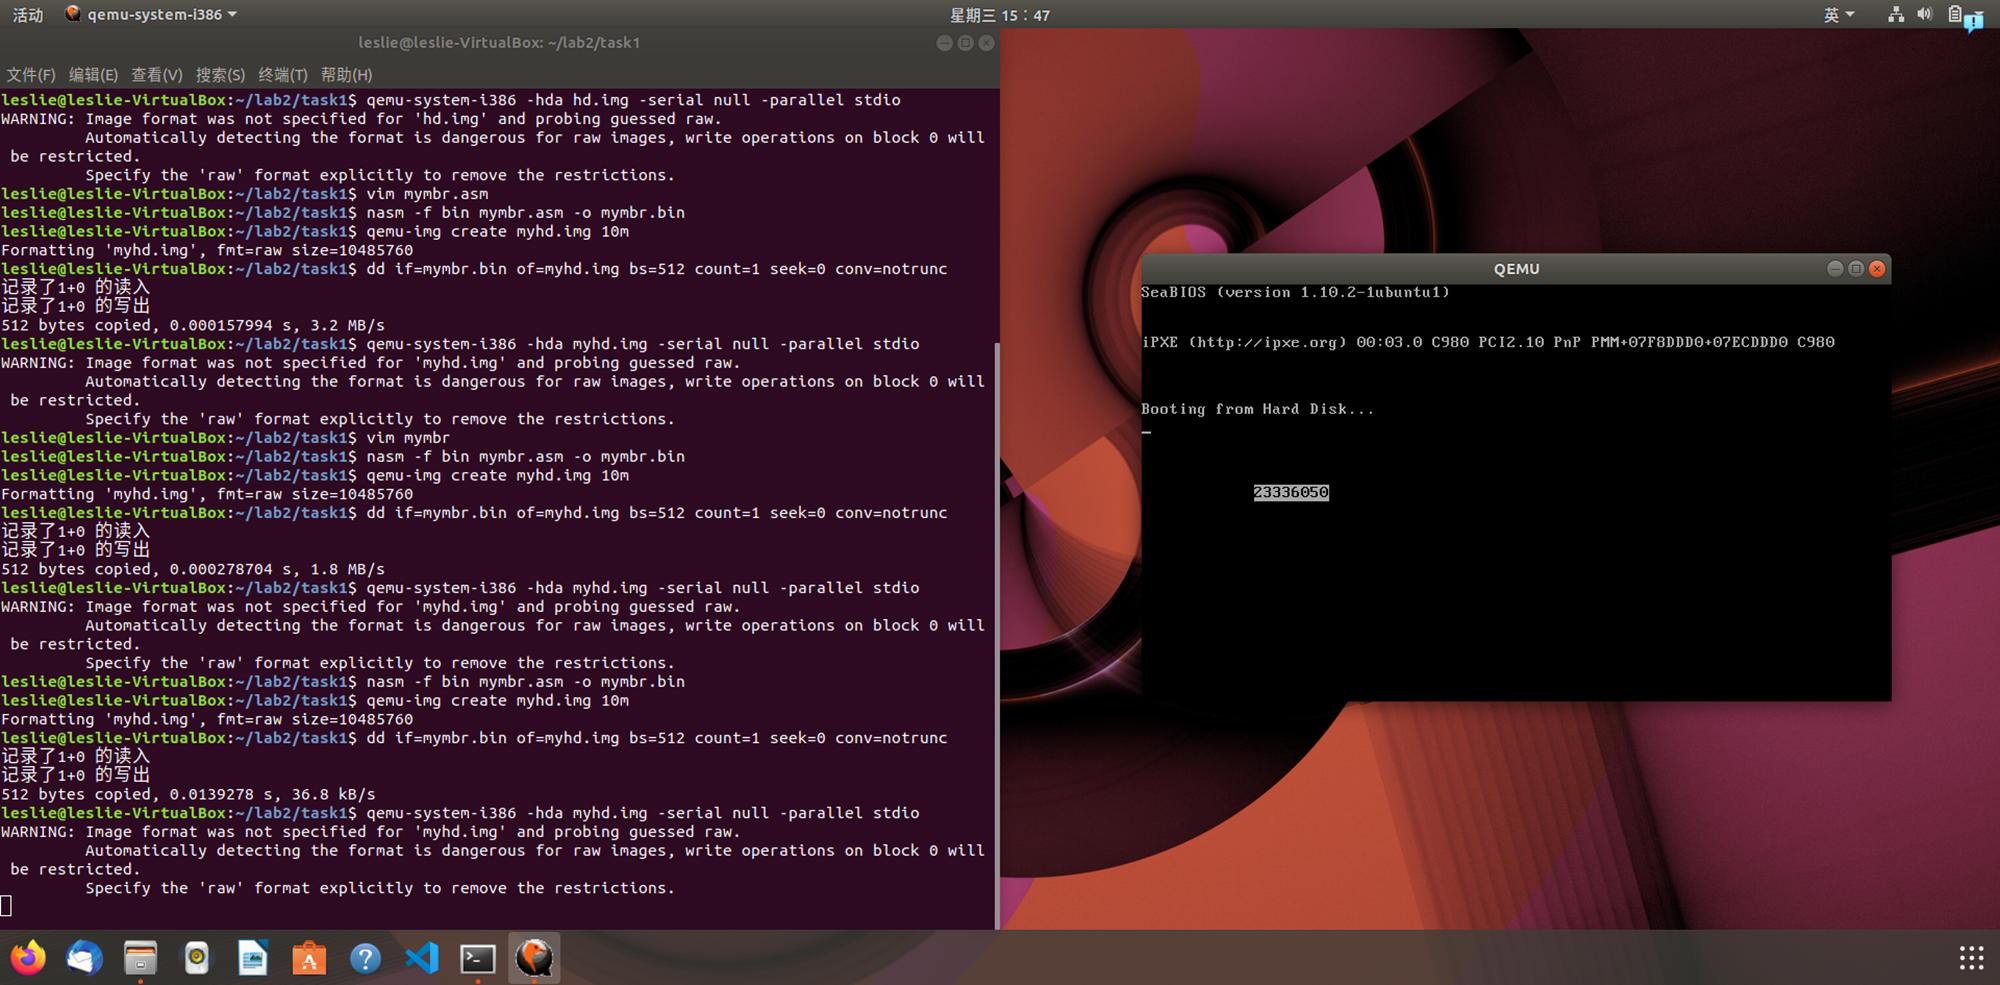 活动 qemu-system-i386 星期三 15：47 英
leslie@leslie-VirtualBox: ~/lab2/task1
文件(F) 编辑(E) 查看(V) 搜索(S) 终端(T) 帮助(H)
leslie@leslie-VirtualBox:~/lab2/task1$ qemu-system-i386 -hda hd.img -serial null -parallel stdio
WARNING: Image format was not specified for 'hd.img' and probing guessed raw.
Automatically detecting the format is dangerous for raw images, write operations on block 0 will
be restricted.
Specify the 'raw' format explicitly to remove the restrictions.
leslie@leslie-VirtualBox:~/lab2/task1$ vim mymbr.asm
leslie@leslie-VirtualBox:~/lab2/task1$ nasm -f bin mymbr.asm -o mymbr.bin
leslie@leslie-VirtualBox:~/lab2/task1$ qemu-img create myhd.img 10m
Formatting 'myhd.img', fmt=raw size=10485760
leslie@leslie-VirtualBox:~/lab2/task1$ dd if=mymbr.bin of=myhd.img bs=512 count=1 seek=0 conv=notrunc
记录了1+0 的读入
记录了1+0 的写出
512 bytes copied, 0.000157994 s, 3.2 MB/s
leslie@leslie-VirtualBox:~/lab2/task1$ qemu-system-i386 -hda myhd.img -serial null -parallel stdio
WARNING: Image format was not specified for 'myhd.img' and probing guessed raw.
Automatically detecting the format is dangerous for raw images, write operations on block 0 will
be restricted.
Specify the 'raw' format explicitly to remove the restrictions.
leslie@leslie-VirtualBox:~/lab2/task1$ vim mymbr
leslie@leslie-VirtualBox:~/lab2/task1$ nasm -f bin mymbr.asm -o mymbr.bin
leslie@leslie-VirtualBox:~/lab2/task1$ qemu-img create myhd.img 10m
Formatting 'myhd.img', fmt=raw size=10485760
leslie@leslie-VirtualBox:~/lab2/task1$ dd if=mymbr.bin of=myhd.img bs=512 count=1 seek=0 conv=notrunc
记录了1+0 的读入
记录了1+0 的写出
512 bytes copied, 0.000278704 s, 1.8 MB/s
leslie@leslie-VirtualBox:~/lab2/task1$ qemu-system-i386 -hda myhd.img -serial null -parallel stdio
WARNING: Image format was not specified for 'myhd.img' and probing guessed raw.
Automatically detecting the format is dangerous for raw images, write operations on block 0 will
be restricted.
Specify the 'raw' format explicitly to remove the restrictions.
leslie@leslie-VirtualBox:~/lab2/task1$ nasm -f bin mymbr.asm -o mymbr.bin
leslie@leslie-VirtualBox:~/lab2/task1$ qemu-img create myhd.img 10m
Formatting 'myhd.img', fmt=raw size=10485760
leslie@leslie-VirtualBox:~/lab2/task1$ dd if=mymbr.bin of=myhd.img bs=512 count=1 seek=0 conv=notrunc
记录了1+0 的读入
记录了1+0 的写出
512 bytes copied, 0.0139278 s, 36.8 kB/s
leslie@leslie-VirtualBox:~/lab2/task1$ qemu-system-i386 -hda myhd.img -serial null -parallel stdio
WARNING: Image format was not specified for 'myhd.img' and probing guessed raw.
Automatically detecting the format is dangerous for raw images, write operations on block 0 will
be restricted.
Specify the 'raw' format explicitly to remove the restrictions.
QEMU
SeaBIOS (version 1.10.2-1ubuntu1)
iPXE (http://ipxe.org) 00:03.0 C980 PCI2.10 PnP PMM+07F8DDD0+07ECDDD0 C980
Booting from Hard Disk...
23336050